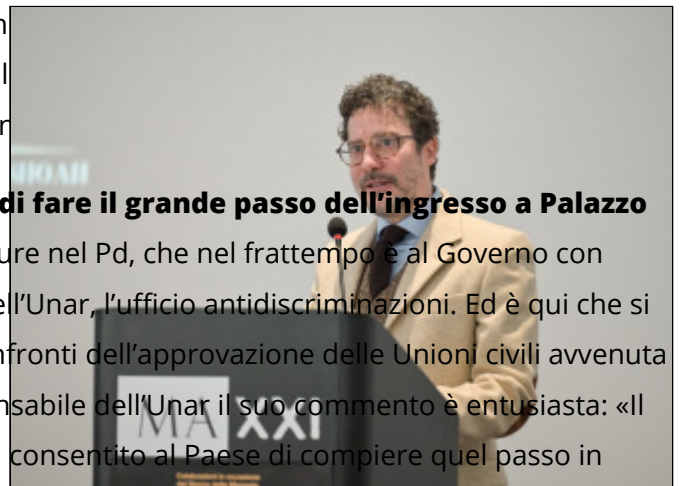 di fare il grande passo dell’ingresso a Palazzo
ure nel Pd, che nel frattempo è al Governo con
ell’Unar, l’ufficio antidiscriminazioni. Ed è qui che si
nfronti dell’approvazione delle Unioni civili avvenuta
nsabile dell’Unar il suo commento è entusiasta: «Il
MAXXI
consentito al Paese di compiere quel passo in